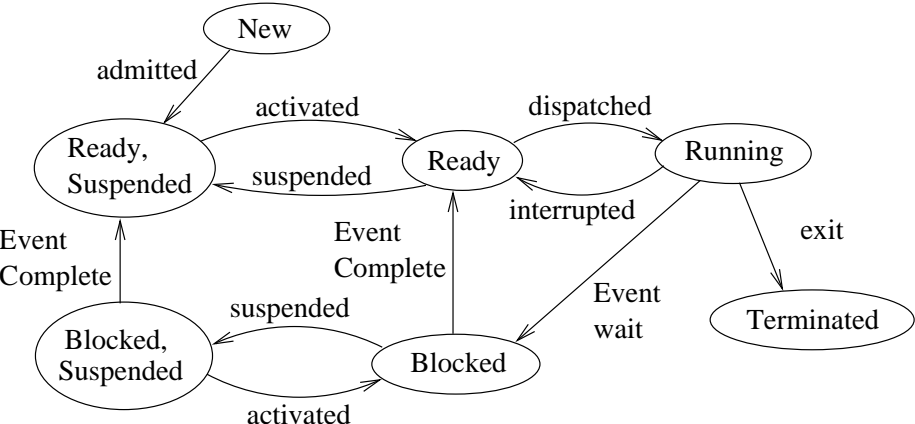 New
admitted
activated
dispatched
Ready,
Suspended
Ready
Running
suspended
interrupted
Event
Complete
Event
Complete
exit
Event
wait
suspended
Terminated
Blocked,
Suspended
Blocked
activated